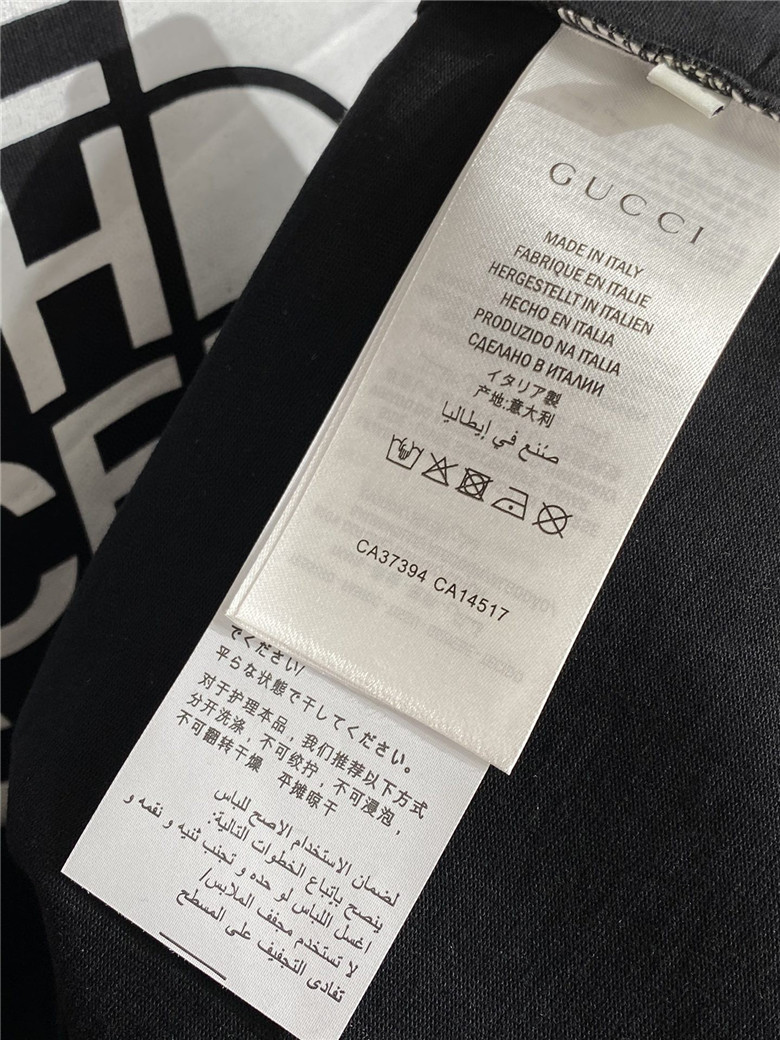 H
CE
GUCCI
MADE IN ITALY
FABRIQUE EN ITALIE
HERGESTELLT IN ITALIEN
HECHO EN ITALIA
PRODUZIDO NA ITALIA
СДЕЛАНО В ИТАЛИИ
イタリア製
产地:意大利
صنع في إيطاليا
CA37394 CA14517
でください/
平らな状態で干してください。
对于护理本品，我们推荐以下方式
分开洗涤，不可绞拧，不可浸泡，
不可翻转干燥 平摊晾干
لضمان الاستخدام الاصح للباس
ينصح بإتباع الخطوات التالية:
اغسل اللباس لو حده و تجنب ثنيه و نقمه و
لا تستخدم مجفف الملابس/
تفادى التجفيف على المسطح